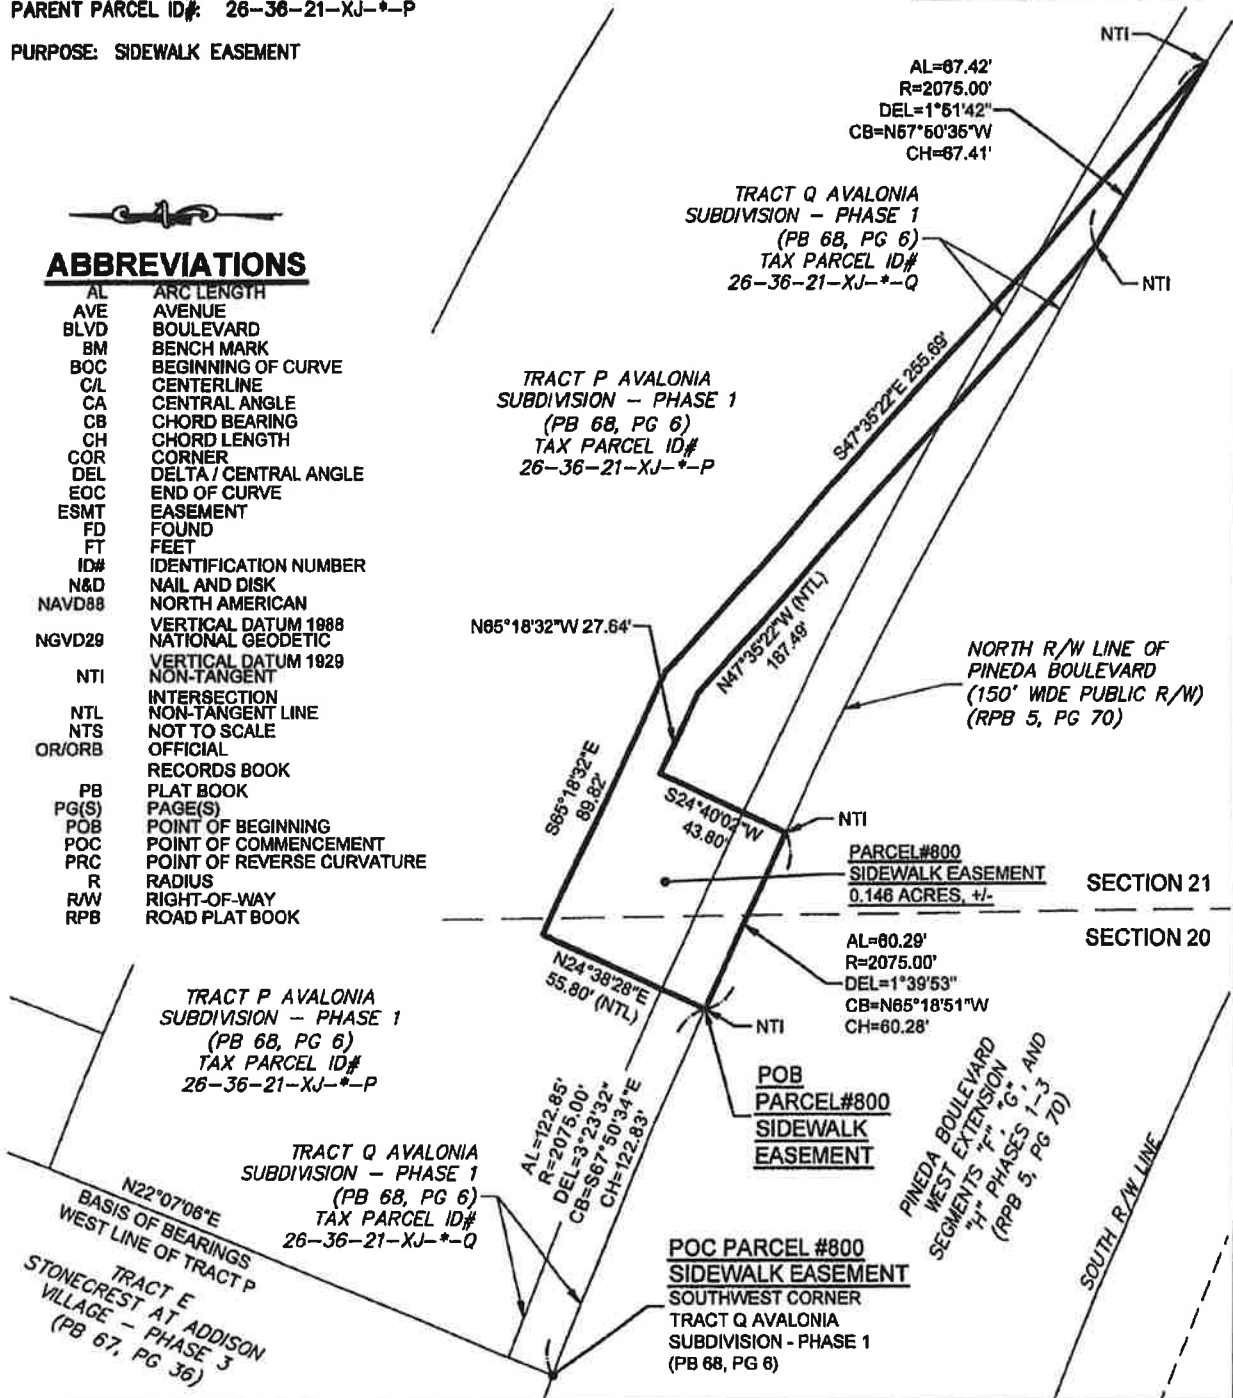 PARENT PARCEL ID#: 26-36-21-XJ-*-P
PURPOSE: SIDEWALK EASEMENT
ABBREVIATIONS
AL ARC LENGTH
AVE AVENUE
BLVD BOULEVARD
BM BENCH MARK
BOC BEGINNING OF CURVE
C/L CENTERLINE
CA CENTRAL ANGLE
CB CHORD BEARING
CH CHORD LENGTH
COR CORNER
DEL DELTA / CENTRAL ANGLE
EOC END OF CURVE
ESMT EASEMENT
FD FOUND
FT FEET
ID# IDENTIFICATION NUMBER
N&D NAIL AND DISK
NAVD88 NORTH AMERICAN
VERTICAL DATUM 1988
NGVD29 NATIONAL GEODETIC
VERTICAL DATUM 1929
NTI NON-TANGENT
INTERSECTION
NTL NON-TANGENT LINE
NTS NOT TO SCALE
OR/ORB OFFICIAL
RECORDS BOOK
PB PLAT BOOK
PG(S) PAGE(S)
POB POINT OF BEGINNING
POC POINT OF COMMENCEMENT
PRC POINT OF REVERSE CURVATURE
R RADIUS
R/W RIGHT-OF-WAY
RPB ROAD PLAT BOOK
NTI
AL=67.42'
R=2075.00'
DEL=1°51'42"
CB=N57°50'35"W
CH=67.41'
TRACT Q AVALONIA
SUBDIVISION - PHASE 1
(PB 68, PG 6)
TAX PARCEL ID#
26-36-21-XJ-*-Q
NTI
TRACT P AVALONIA
SUBDIVISION - PHASE 1
(PB 68, PG 6)
TAX PARCEL ID#
26-36-21-XJ-*-P
S47°35'22"E 255.69'
N47°35'22"W (NTL)
187.49'
N65°18'32"W 27.64'
NORTH R/W LINE OF
PINEDA BOULEVARD
(150' WIDE PUBLIC R/W)
(RPB 5, PG 70)
S65°18'32"E
89.82'
S24°40'02"W
43.80'
NTI
PARCEL#800
SIDEWALK EASEMENT
0.146 ACRES, +/-
SECTION 21
SECTION 20
N24°38'28"E
55.80' (NTL)
AL=60.29'
R=2075.00'
DEL=1°39'53"
CB=N65°18'51"W
CH=60.28'
NTI
POB
PARCEL#800
SIDEWALK
EASEMENT
TRACT P AVALONIA
SUBDIVISION - PHASE 1
(PB 68, PG 6)
TAX PARCEL ID#
26-36-21-XJ-*-P
AL=122.85'
R=2075.00'
DEL=3°23'32"
CB=S67°50'34"E
CH=122.83'
TRACT Q AVALONIA
SUBDIVISION - PHASE 1
(PB 68, PG 6)
TAX PARCEL ID#
26-36-21-XJ-*-Q
PINEDA BOULEVARD
WEST EXTENSION
SEGMENTS "F", "G", AND
"H" PHASES 1-3
(RPB 5, PG 70)
SOUTH R/W LINE
N22°07'06"E
BASIS OF BEARINGS
WEST LINE OF TRACT P
TRACT E
STONECREST AT ADDISON
VILLAGE - PHASE 3
(PB 67, PG 36)
POC PARCEL #800
SIDEWALK EASEMENT
SOUTHWEST CORNER
TRACT Q AVALONIA
SUBDIVISION - PHASE 1
(PB 68, PG 6)